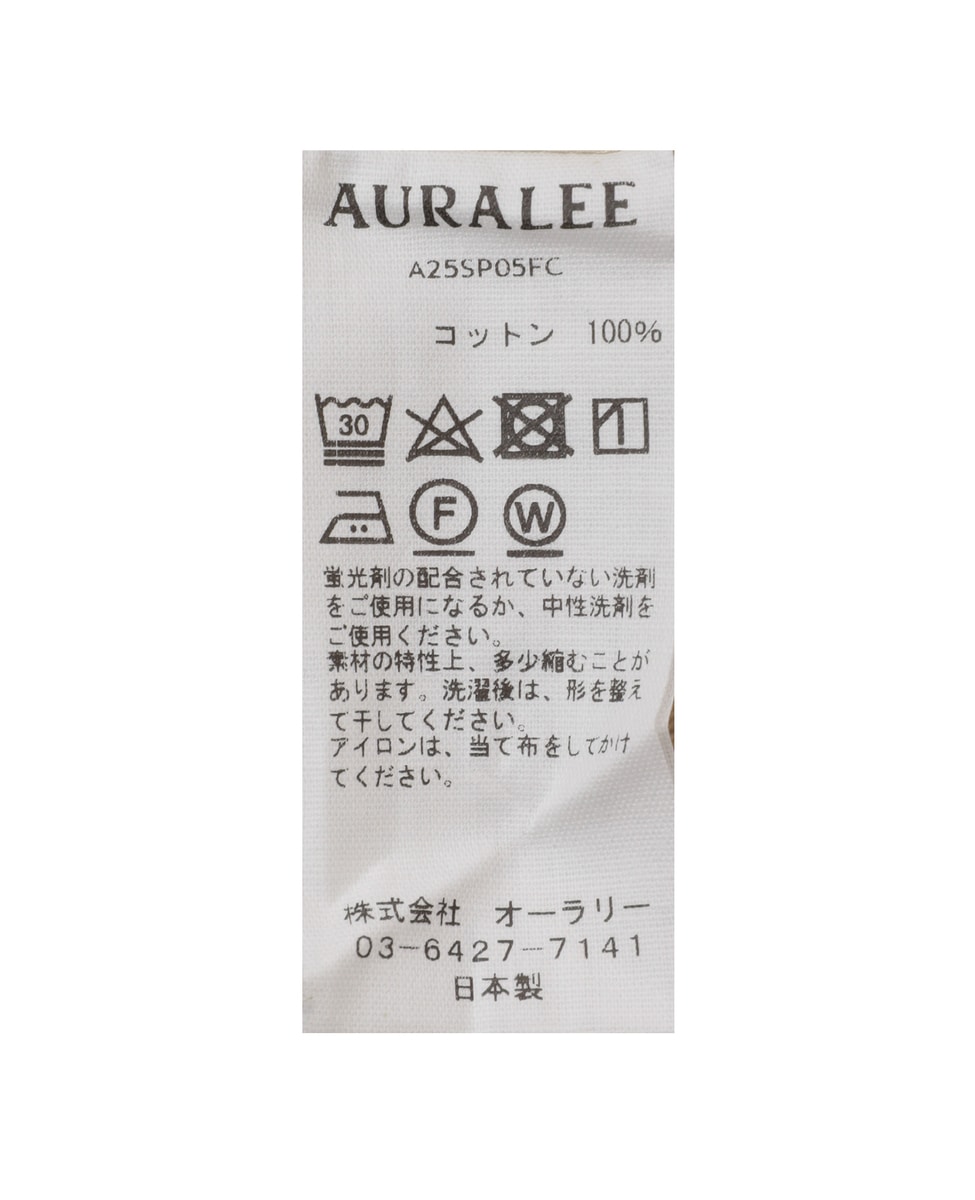 AURALEE
A25SP05FC
コットン 100%
30
F W
蛍光剤の配合されていない洗剤
をご使用になるか、中性洗剤を
ご使用ください。
素材の特性上、多少縮むことが
あります。洗濯後は、形を整え
て干してください。
アイロンは、当て布をしてかけ
てください。
株式会社 オーラリー
03-6427-7141
日本製